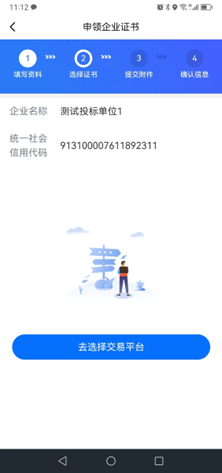 11:12
申领企业证书
1
2
3
4
填写资料
选择证书
提交附件
确认信息
企业名称 测试投标单位1
统一社会
信用代码 913100007611892311
去选择交易平台